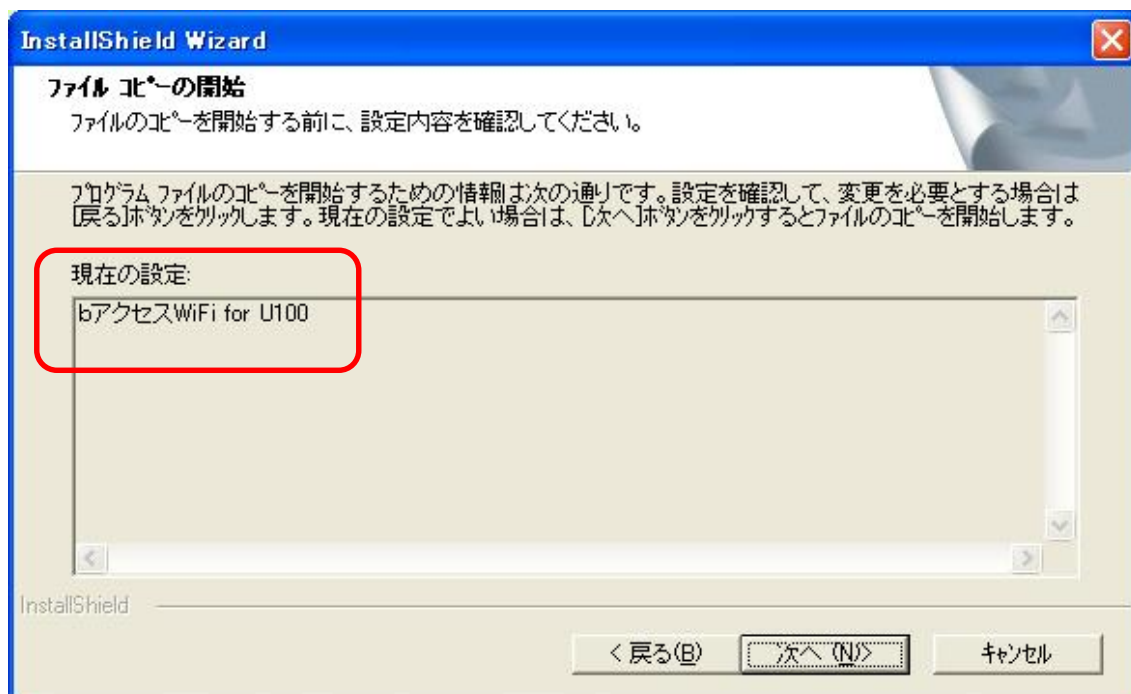 InstallShield Wizard
ファイル コピーの開始
ファイルのコピーを開始する前に、設定内容を確認してください。
プログラム ファイルのコピーを開始するための情報は次の通りです。設定を確認して、変更を必要とする場合は
[戻る]ボタンをクリックします。現在の設定でよい場合は、[次へ]ボタンをクリックするとファイルのコピーを開始します。
現在の設定:
bアクセスWiFi for U100
InstallShield
< 戻る(B)
次へ (N)>
キャンセル